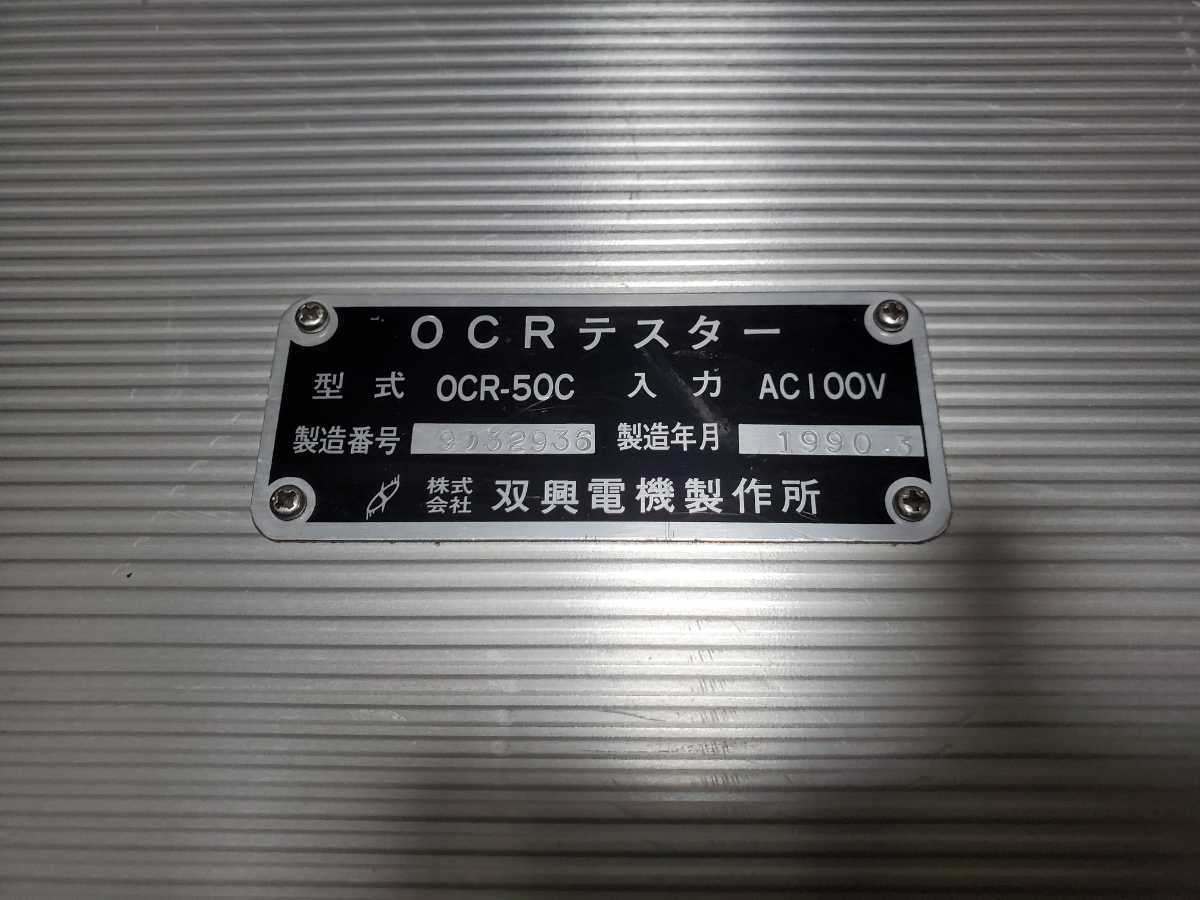 OCRテスター
型式 OCR-50C 入力 AC100V
製造番号 9032936 製造年月 1990.3
株式会社 双興電機製作所